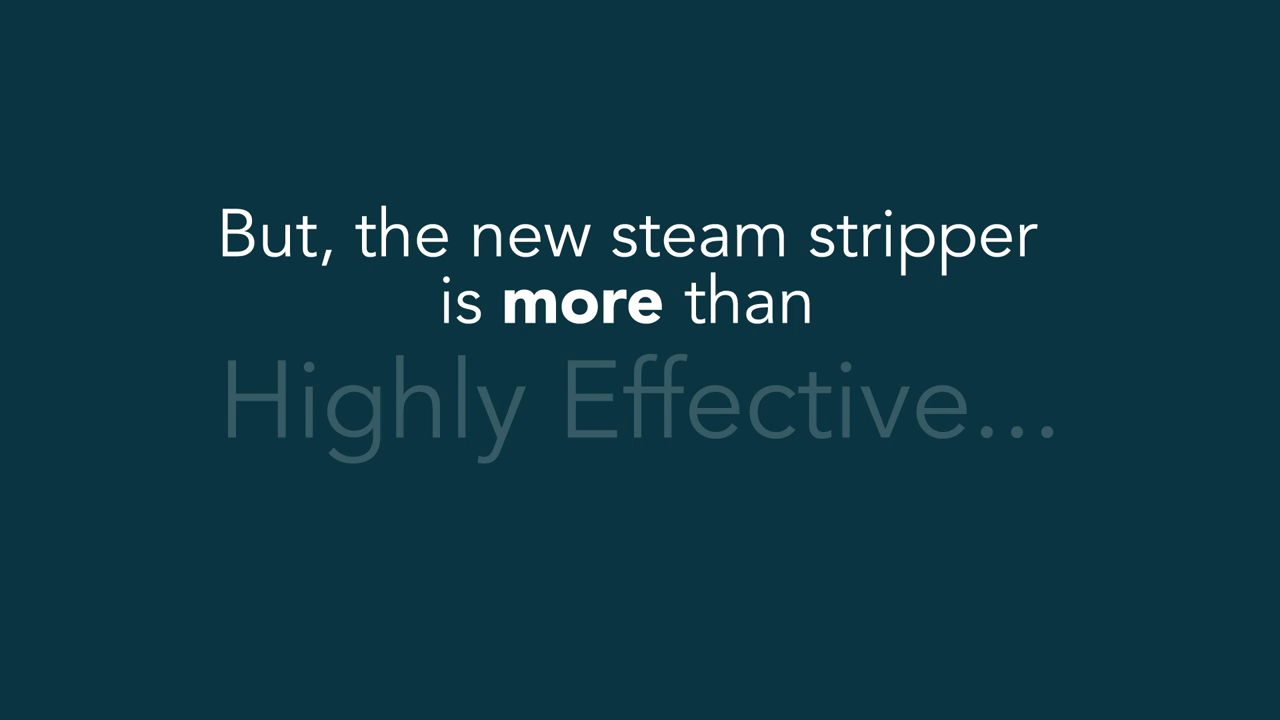 But, the new steam stripper
is more than
Highly Effective...